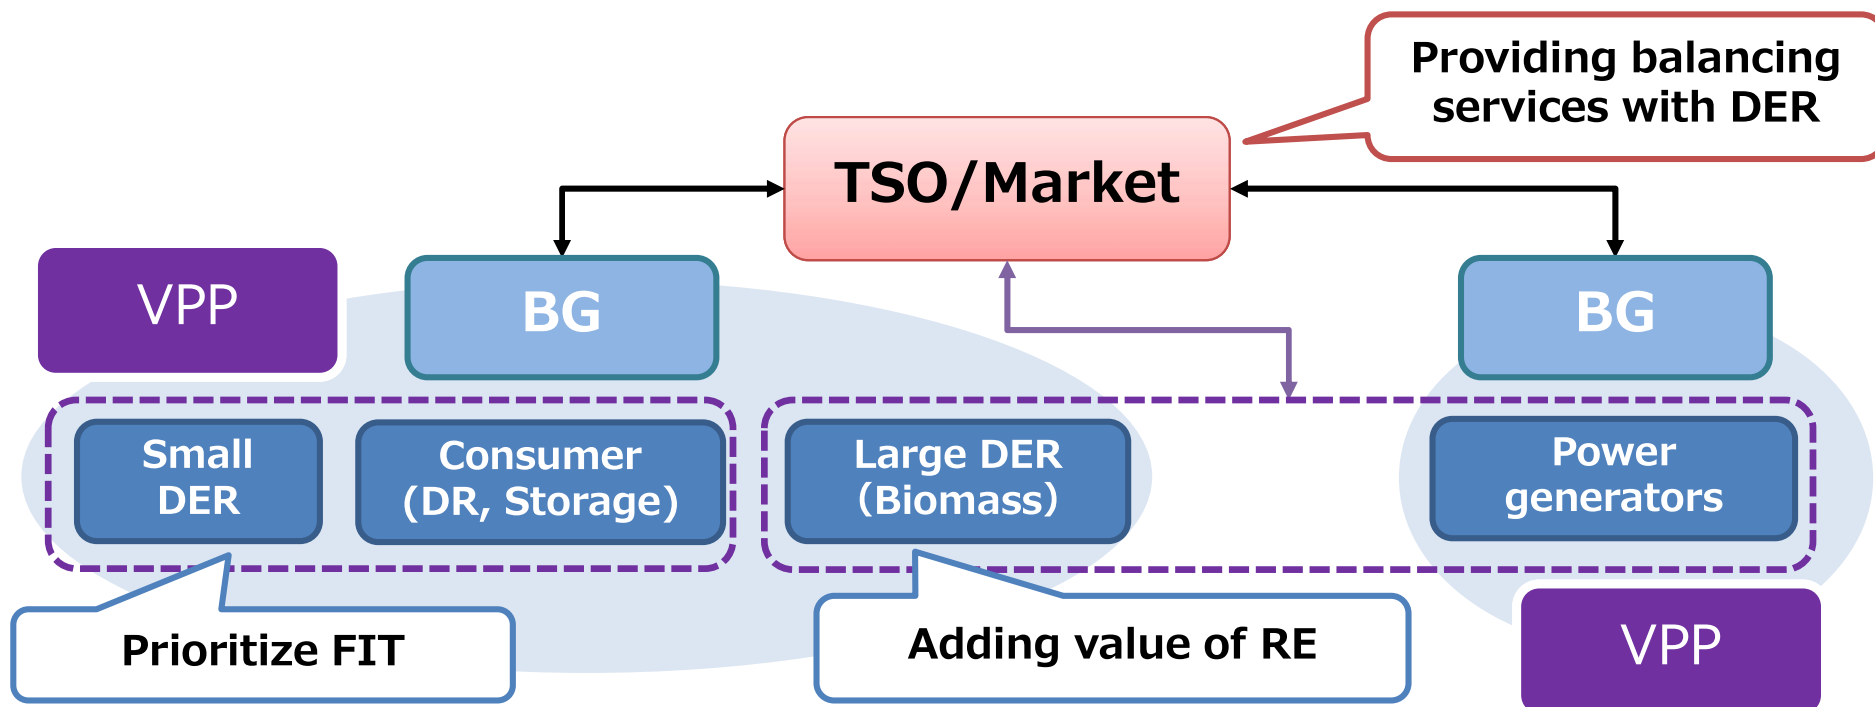 Providing balancing
services with DER
TSO/Market
VPP
BG
BG
Small
DER
Consumer
(DR, Storage)
Large DER
(Biomass)
Power
generators
Prioritize FIT
Adding value of RE
VPP